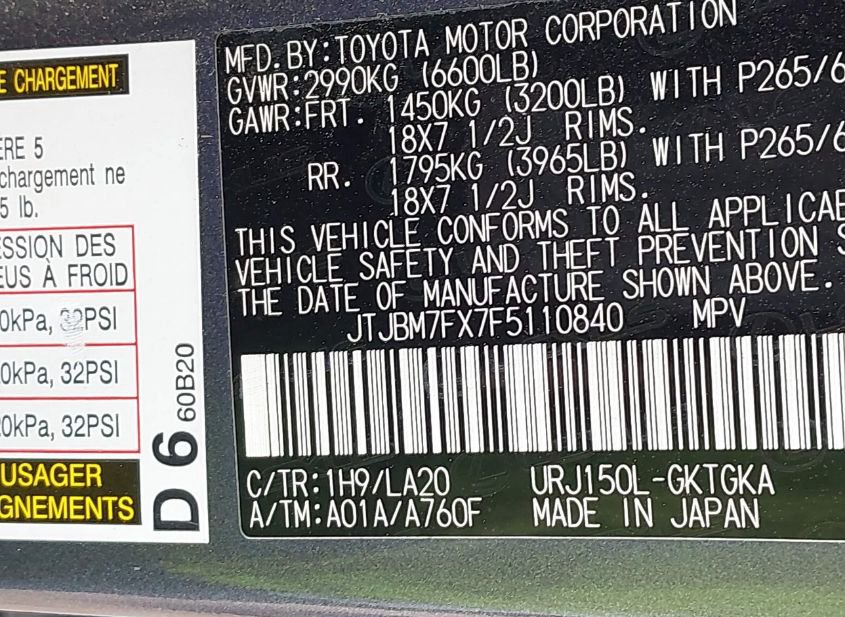 E CHARGEMENT
ÈRE 5
chargement ne
5 lb.
ESSION DES
EUS À FROID
0kPa, 32PSI
0kPa, 32PSI
0kPa, 32PSI
USAGER
GNEMENTS
D6
60B20
MFD. BY:TOYOTA MOTOR CORPORATION
GVWR:2990KG (6600LB)
GAWR:FRT. 1450KG (3200LB) WITH P265/6
18X7 1/2J RIMS.
RR. 1795KG (3965LB) WITH P265/6
18X7 1/2J RIMS.
THIS VEHICLE CONFORMS TO ALL APPLICAB
VEHICLE SAFETY AND THEFT PREVENTION S
THE DATE OF MANUFACTURE SHOWN ABOVE.
JTJBM7FX7F5110840 MPV
C/TR:1H9/LA20 URJ150L-GKTGKA
A/TM:A01A/A760F MADE IN JAPAN